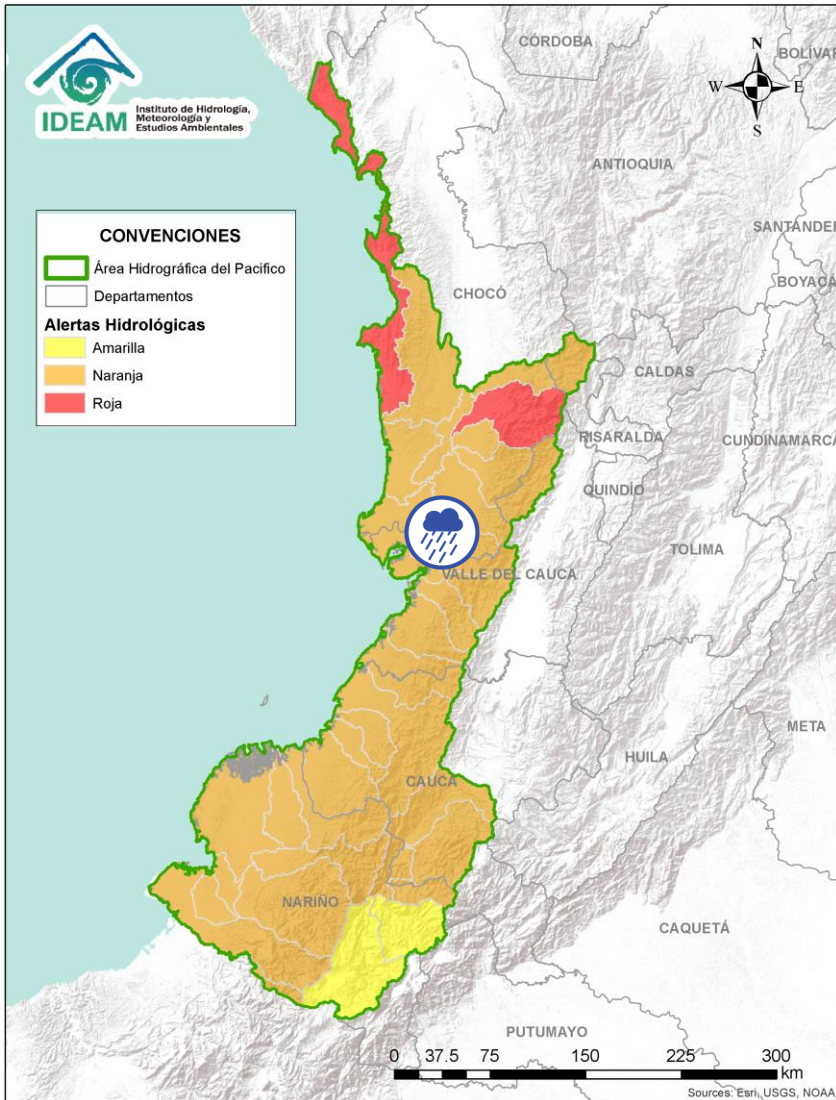 IDEAM
Instituto de Hidrología,
Meteorología y
Estudios Ambientales
CONVENCIONES
Área Hidrográfica del Pacifico
Departamentos
Alertas Hidrológicas
Amarilla
Naranja
Roja
N
W
E
S
CÓRDOBA
BOLÍVAR
ANTIOQUIA
SANTANDER
BOYACÁ
CHOCÓ
CALDAS
RISARALDA
CUNDINAMARCA
QUINDÍO
TOLIMA
VALLE DEL CAUCA
META
HUILA
CAUCA
NARIÑO
CAQUETÁ
PUTUMAYO
0 37.5 75 150 225 300
km
Sources: Esri, USGS, NOAA